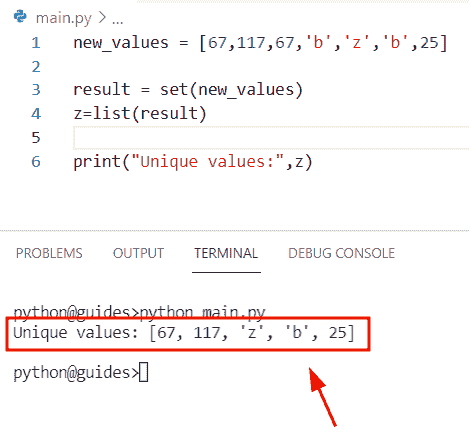 main.py > ...
1 new_values = [67,117,67,'b','z','b',25]
2
3 result = set(new_values)
4 z=list(result)
5
6 print("Unique values:",z)
PROBLEMS OUTPUT TERMINAL DEBUG CONSOLE
python@guides>python main.py
Unique values: [67, 117, 'z', 'b', 25]
python@guides>